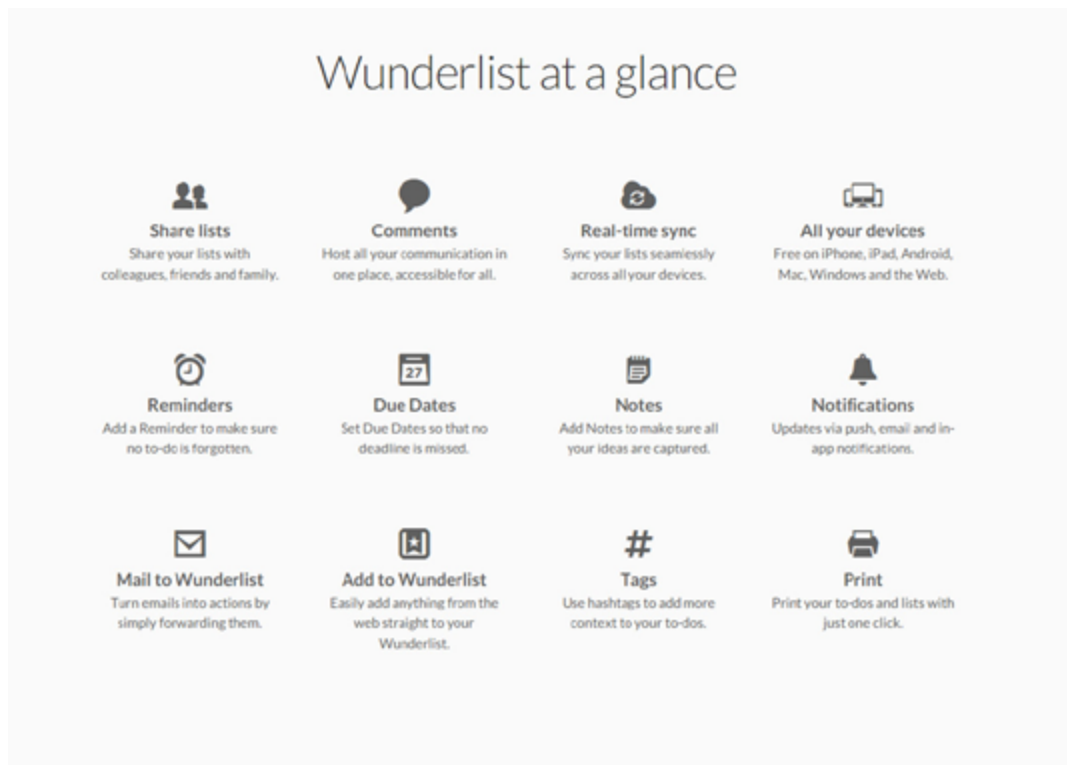 Wunderlist at a glance
Share lists
Share your lists with
colleagues, friends and family.
Comments
Host all your communication in
one place, accessible for all.
Real-time sync
Sync your lists seamlessly
across all your devices.
All your devices
Free on iPhone, iPad, Android,
Mac, Windows and the Web.
Reminders
Add a Reminder to make sure
no to-do is forgotten.
27
Due Dates
Set Due Dates so that no
deadline is missed.
Notes
Add Notes to make sure all
your ideas are captured.
Notifications
Updates via push, email and in-
app notifications.
Mail to Wunderlist
Turn emails into actions by
simply forwarding them.
Add to Wunderlist
Easily add anything from the
web straight to your
Wunderlist.
#
Tags
Use hashtags to add more
context to your to-dos.
Print
Print your to-dos and lists with
just one click.